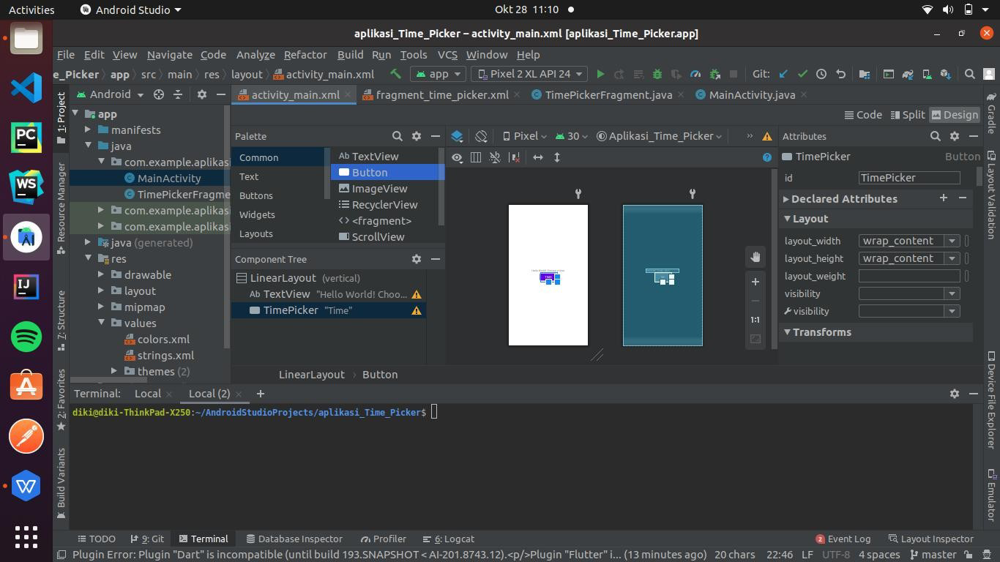 Activities Android Studio Okt 28 11:10
aplikasi_Time_Picker – activity_main.xml [aplikasi_Time_Picker.app]
File Edit View Navigate Code Analyze Refactor Build Run Tools VCS Window Help
e_Picker app src main res layout activity_main.xml app Pixel 2 XL API 24 Git:
1: Project
Resource Manager
7: Structure
2: Favorites
Build Variants
Android
app
manifests
java
com.example.aplikasi
MainActivity
TimePickerFragme
com.example.aplikasi
com.example.aplikasi
java (generated)
res
drawable
layout
mipmap
values
colors.xml
strings.xml
themes (2)
activity_main.xml fragment_time_picker.xml TimePickerFragment.java MainActivity.java
Code Split Design
Palette
Common
Text
Buttons
Widgets
Layouts
Ab TextView
Button
ImageView
RecyclerView
<> <fragment>
ScrollView
Component Tree
LinearLayout (vertical)
Ab TextView "Hello World! Choo...
TimePicker "Time"
Pixel 30 Aplikasi_Time_Picker »
?
TIME
1:1
LinearLayout › Button
Attributes
TimePicker Button
id TimePicker
Declared Attributes
Layout
layout_width wrap_content
layout_height wrap_content
layout_weight
visibility
visibility
Transforms
Gradle
Layout Validation
Device File Explorer
Emulator
Terminal: Local Local (2) +
diki@diki-ThinkPad-X250:~/AndroidStudioProjects/aplikasi_Time_Picker$
TODO 9: Git Terminal Database Inspector Profiler 6: Logcat 2 Event Log Layout Inspector
Plugin Error: Plugin "Dart" is incompatible (until build 193.SNAPSHOT < AI-201.8743.12).<p/>Plugin "Flutter" i... (13 minutes ago) 20 chars 22:46 LF UTF-8 4 spaces master
PC
WS
IJ